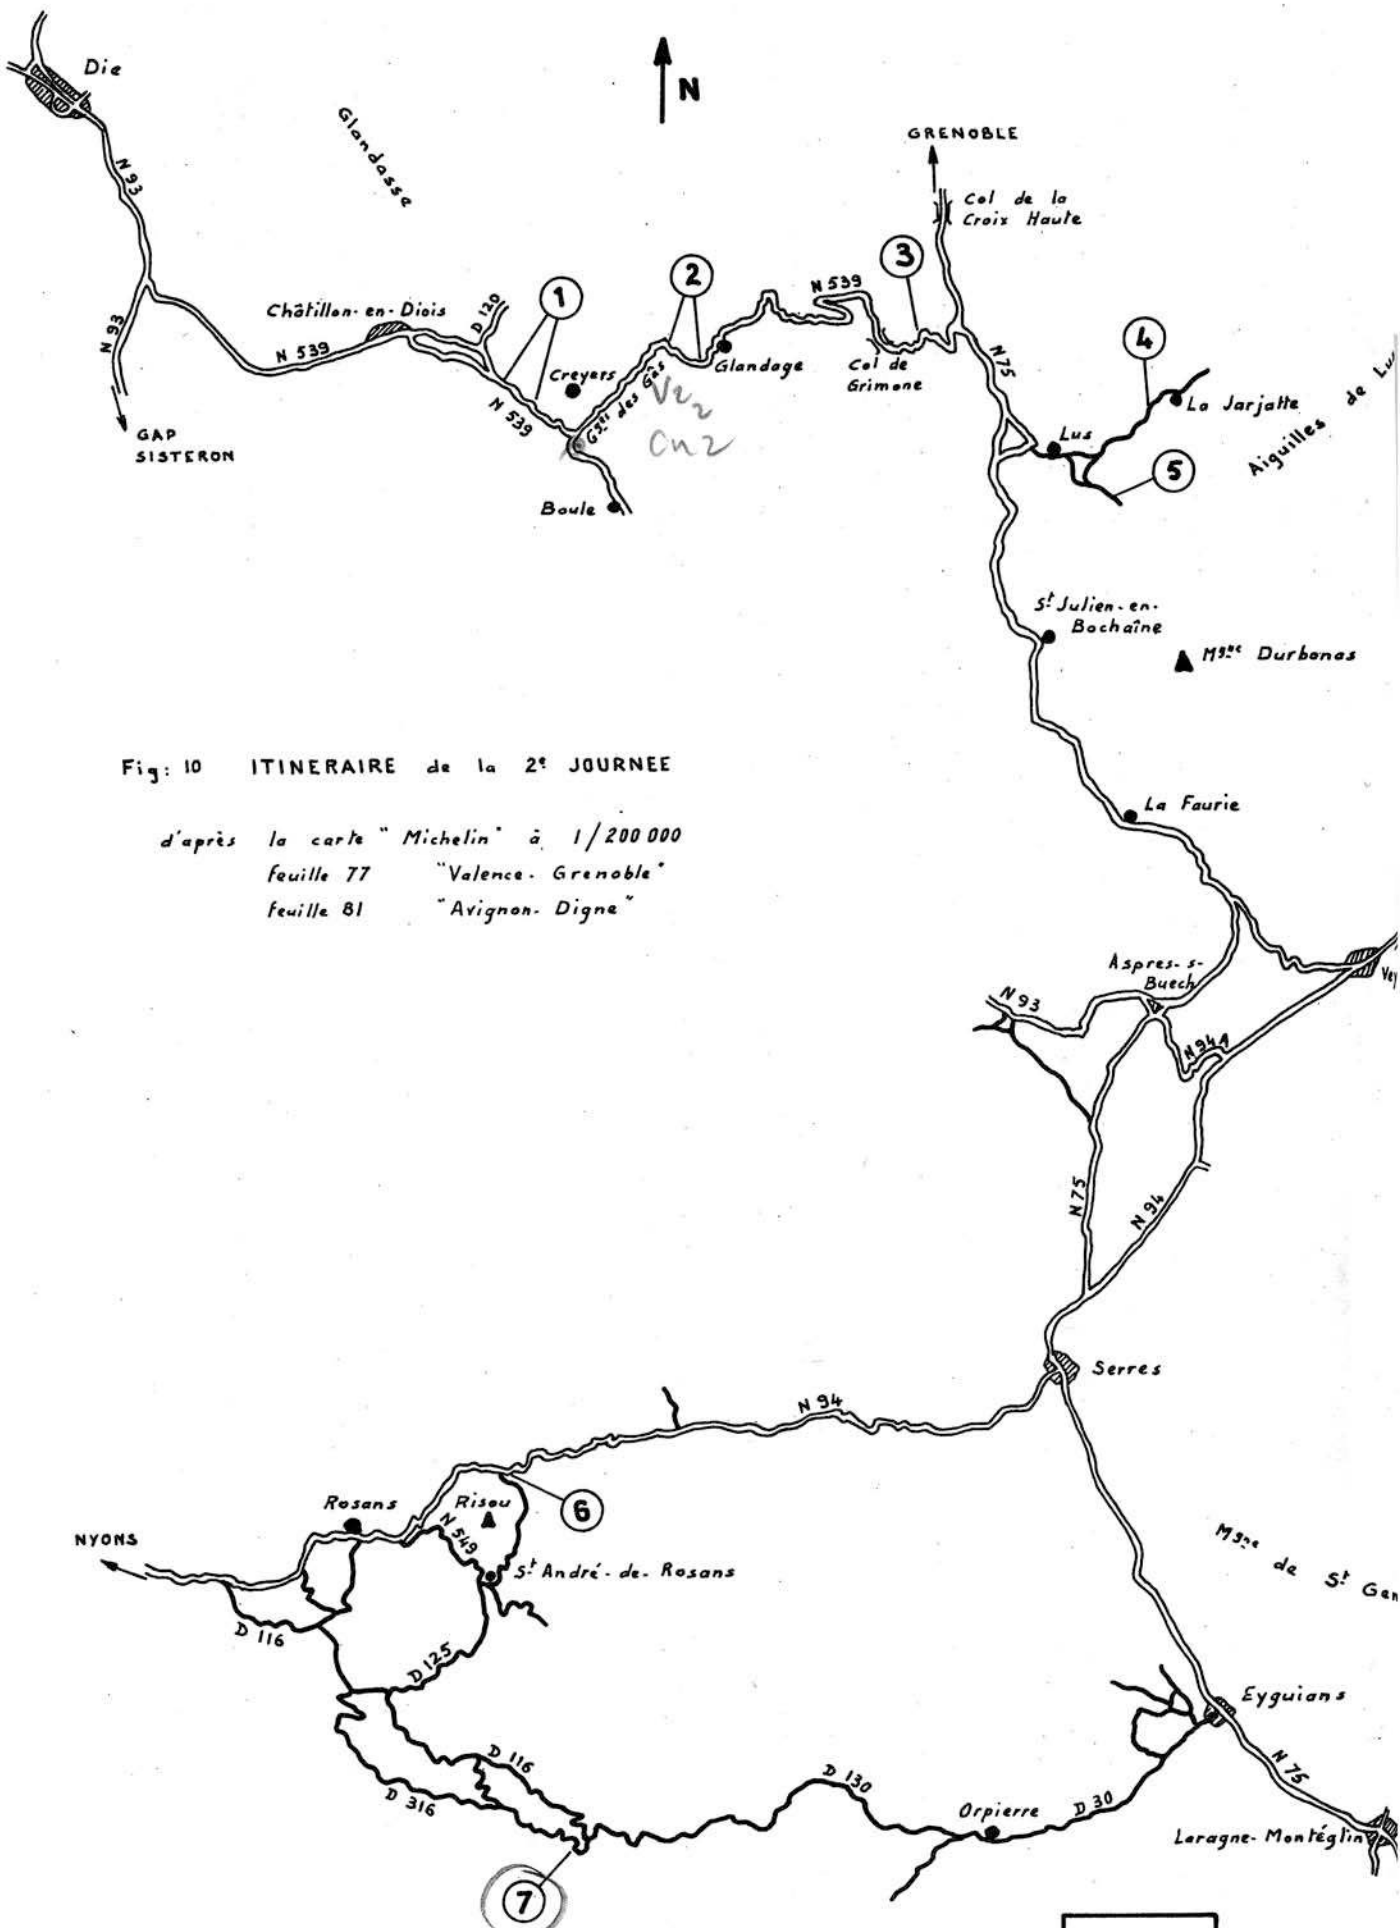 Die
N
Glandasse
N 93
GRENOBLE
Col de la
Croix Haute
3
2
1
N 539
Châtillon-en-Diois
D 120
N 93
N 539
4
N 75
Creyers
Glandage
Col de
Grimone
La Jarjatte
Gges des Gâs
N 539
Lus
Aiguilles de Lus
5
GAP
SISTERON
Boule
St Julien-en-
Bochaîne
Mgne Durbonas
Fig: 10 ITINERAIRE de la 2e JOURNEE
d'après la carte "Michelin" à 1/200 000
feuille 77 "Valence. Grenoble"
feuille 81 "Avignon-Digne"
La Faurie
Aspres-s-
Buech
Vey
N 93
N 94A
N 75
N 94
Serres
N 94
6
Rosans
Risou
N 549
NYONS
St André-de-Rosans
Mgne de St Gen
D 116
D 125
Eyguians
D 116
D 316
D 130
N 75
Orpierre
D 30
Laragne-Montéglin
7